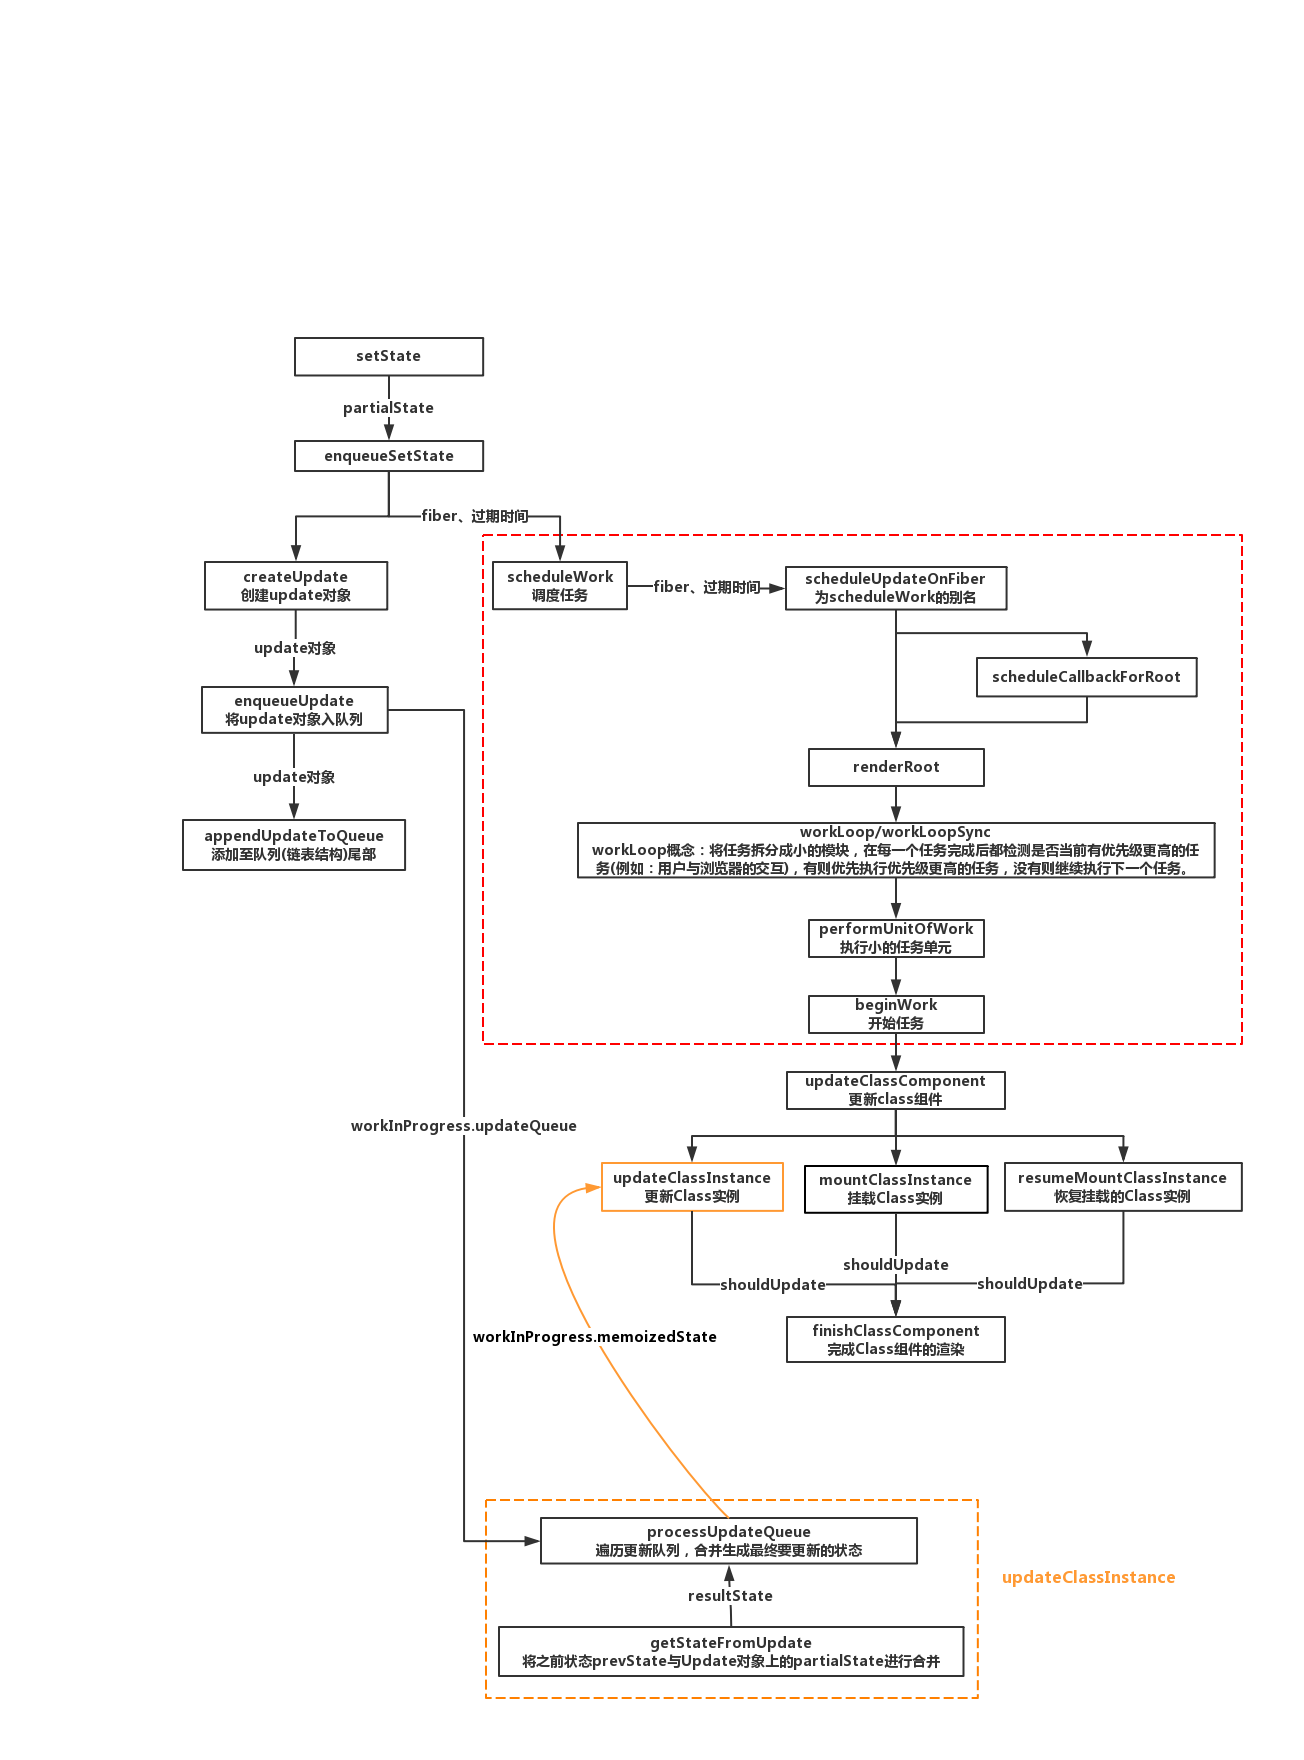 setState
partialState
enqueueSetState
fiber、过期时间
createUpdate
创建update对象
update对象
enqueueUpdate
将update对象入队列
update对象
appendUpdateToQueue
添加至队列(链表结构)尾部
scheduleWork
调度任务
fiber、过期时间
scheduleUpdateOnFiber
为scheduleWork的别名
scheduleCallbackForRoot
renderRoot
workLoop/workLoopSync
workLoop概念：将任务拆分成小的模块，在每一个任务完成后都检测是否当前有优先级更高的任
务(例如：用户与浏览器的交互)，有则优先执行优先级更高的任务，没有则继续执行下一个任务。
performUnitOfWork
执行小的任务单元
beginWork
开始任务
updateClassComponent
更新class组件
workInProgress.updateQueue
updateClassInstance
更新Class实例
mountClassInstance
挂载Class实例
resumeMountClassInstance
恢复挂载的Class实例
shouldUpdate
shouldUpdate
shouldUpdate
finishClassComponent
完成Class组件的渲染
workInProgress.memoizedState
processUpdateQueue
遍历更新队列，合并生成最终要更新的状态
updateClassInstance
resultState
getStateFromUpdate
将之前状态prevState与Update对象上的partialState进行合并